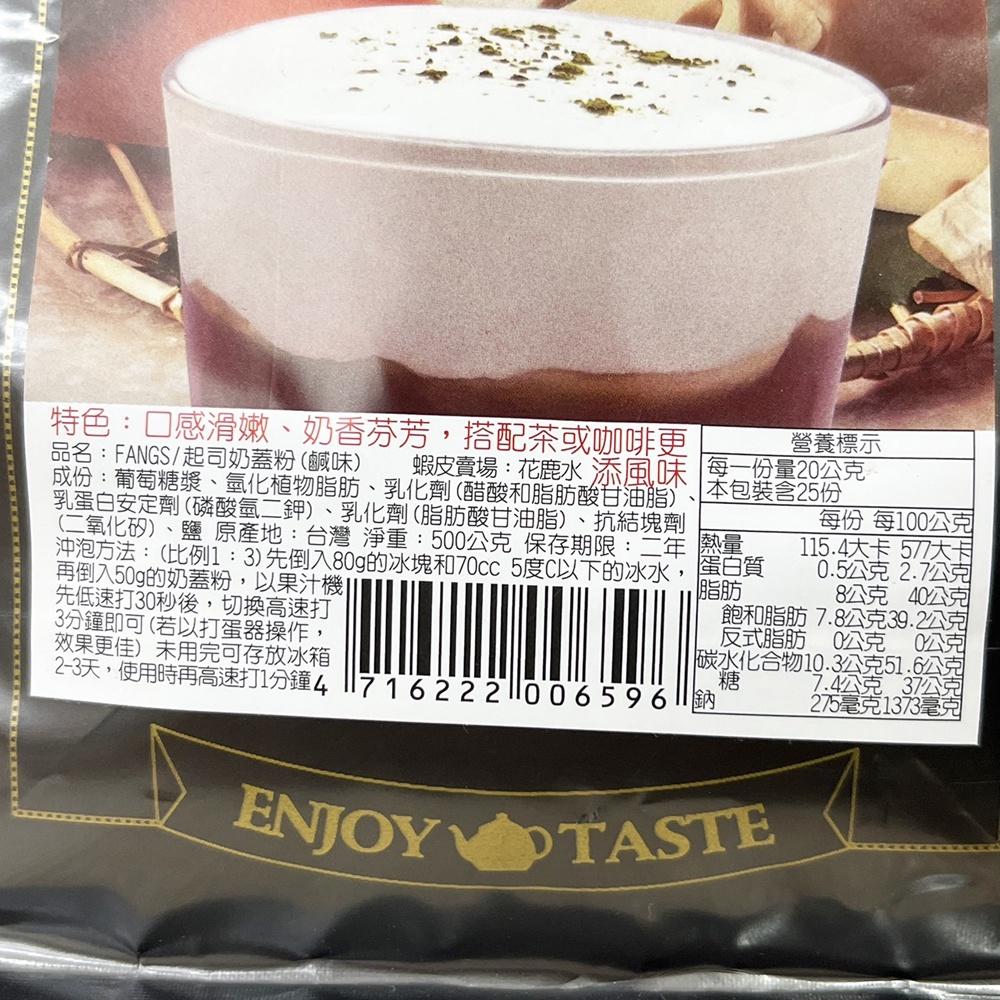 特色：口感滑嫩、奶香芬芳，搭配茶或咖啡更
添風味
品名：FANGS/起司奶蓋粉(鹹味) 蝦皮賣場：花鹿水
成份：葡萄糖漿、氫化植物脂肪、乳化劑(醋酸和脂肪酸甘油脂)、
乳蛋白安定劑(磷酸氫二鉀)、乳化劑(脂肪酸甘油脂)、抗結塊劑
(二氧化矽)、鹽 原產地：台灣 淨重：500公克 保存期限：二年
沖泡方法：(比例1：3)先倒入80g的冰塊和70cc 5度C以下的冰水，
再倒入50g的奶蓋粉，以果汁機
先低速打30秒後，切換高速打
3分鐘即可(若以打蛋器操作，
效果更佳) 未用完可存放冰箱
2-3天，使用時再高速打1分鐘
4 716222 006596
營養標示
每一份量20公克
本包裝含25份
每份 每100公克
熱量 115.4大卡 577大卡
蛋白質 0.5公克 2.7公克
脂肪 8公克 40公克
飽和脂肪 7.8公克 39.2公克
反式脂肪 0公克 0公克
碳水化合物 10.3公克 51.6公克
糖 7.4公克 37公克
鈉 275毫克 1373毫克
ENJOY TASTE